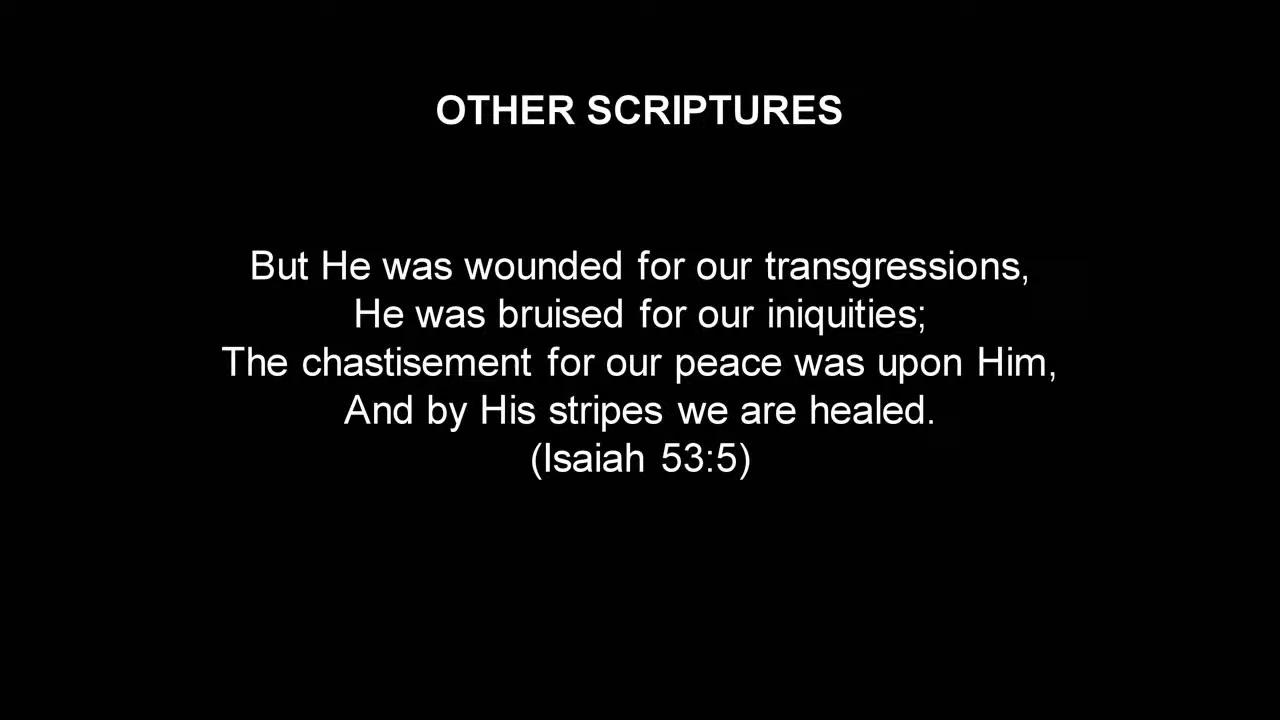 OTHER SCRIPTURES
But He was wounded for our transgressions,
He was bruised for our iniquities;
The chastisement for our peace was upon Him,
And by His stripes we are healed.
(Isaiah 53:5)